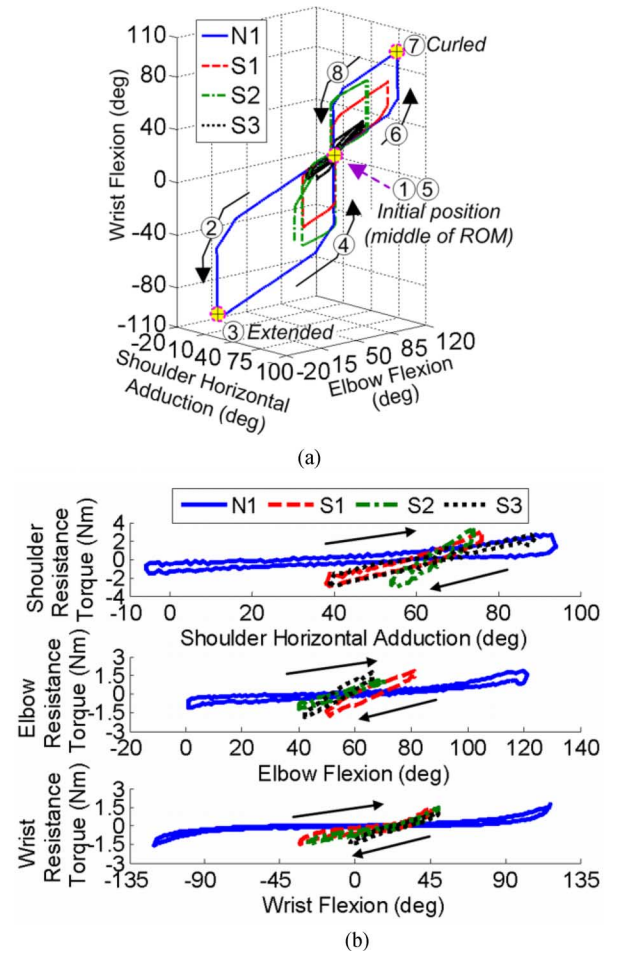 110
80
40
0
-40
-80
-110
Wrist Flexion (deg)
N1
S1
S2
S3
⑦ Curled
⑧
⑥
① ⑤
Initial position
(middle of ROM)
②
④
③ Extended
-20 10 40 75 100
Shoulder Horizontal
Adduction (deg)
-20 15 50 85 120
Elbow Flexion
(deg)
(a)
N1 S1 S2 S3
Shoulder
Resistance
Torque (Nm)
4
2
0
-2
-4
-10 0 20 40 60 80 100
Shoulder Horizontal Adduction (deg)
Elbow
Resistance
Torque (Nm)
3
1.5
0
-1.5
-3
-20 0 20 40 60 80 100 120 140
Elbow Flexion (deg)
Wrist
Resistance
Torque (Nm)
3
1.5
0
-1.5
-3
-135 -90 -45 0 45 90 135
Wrist Flexion (deg)
(b)